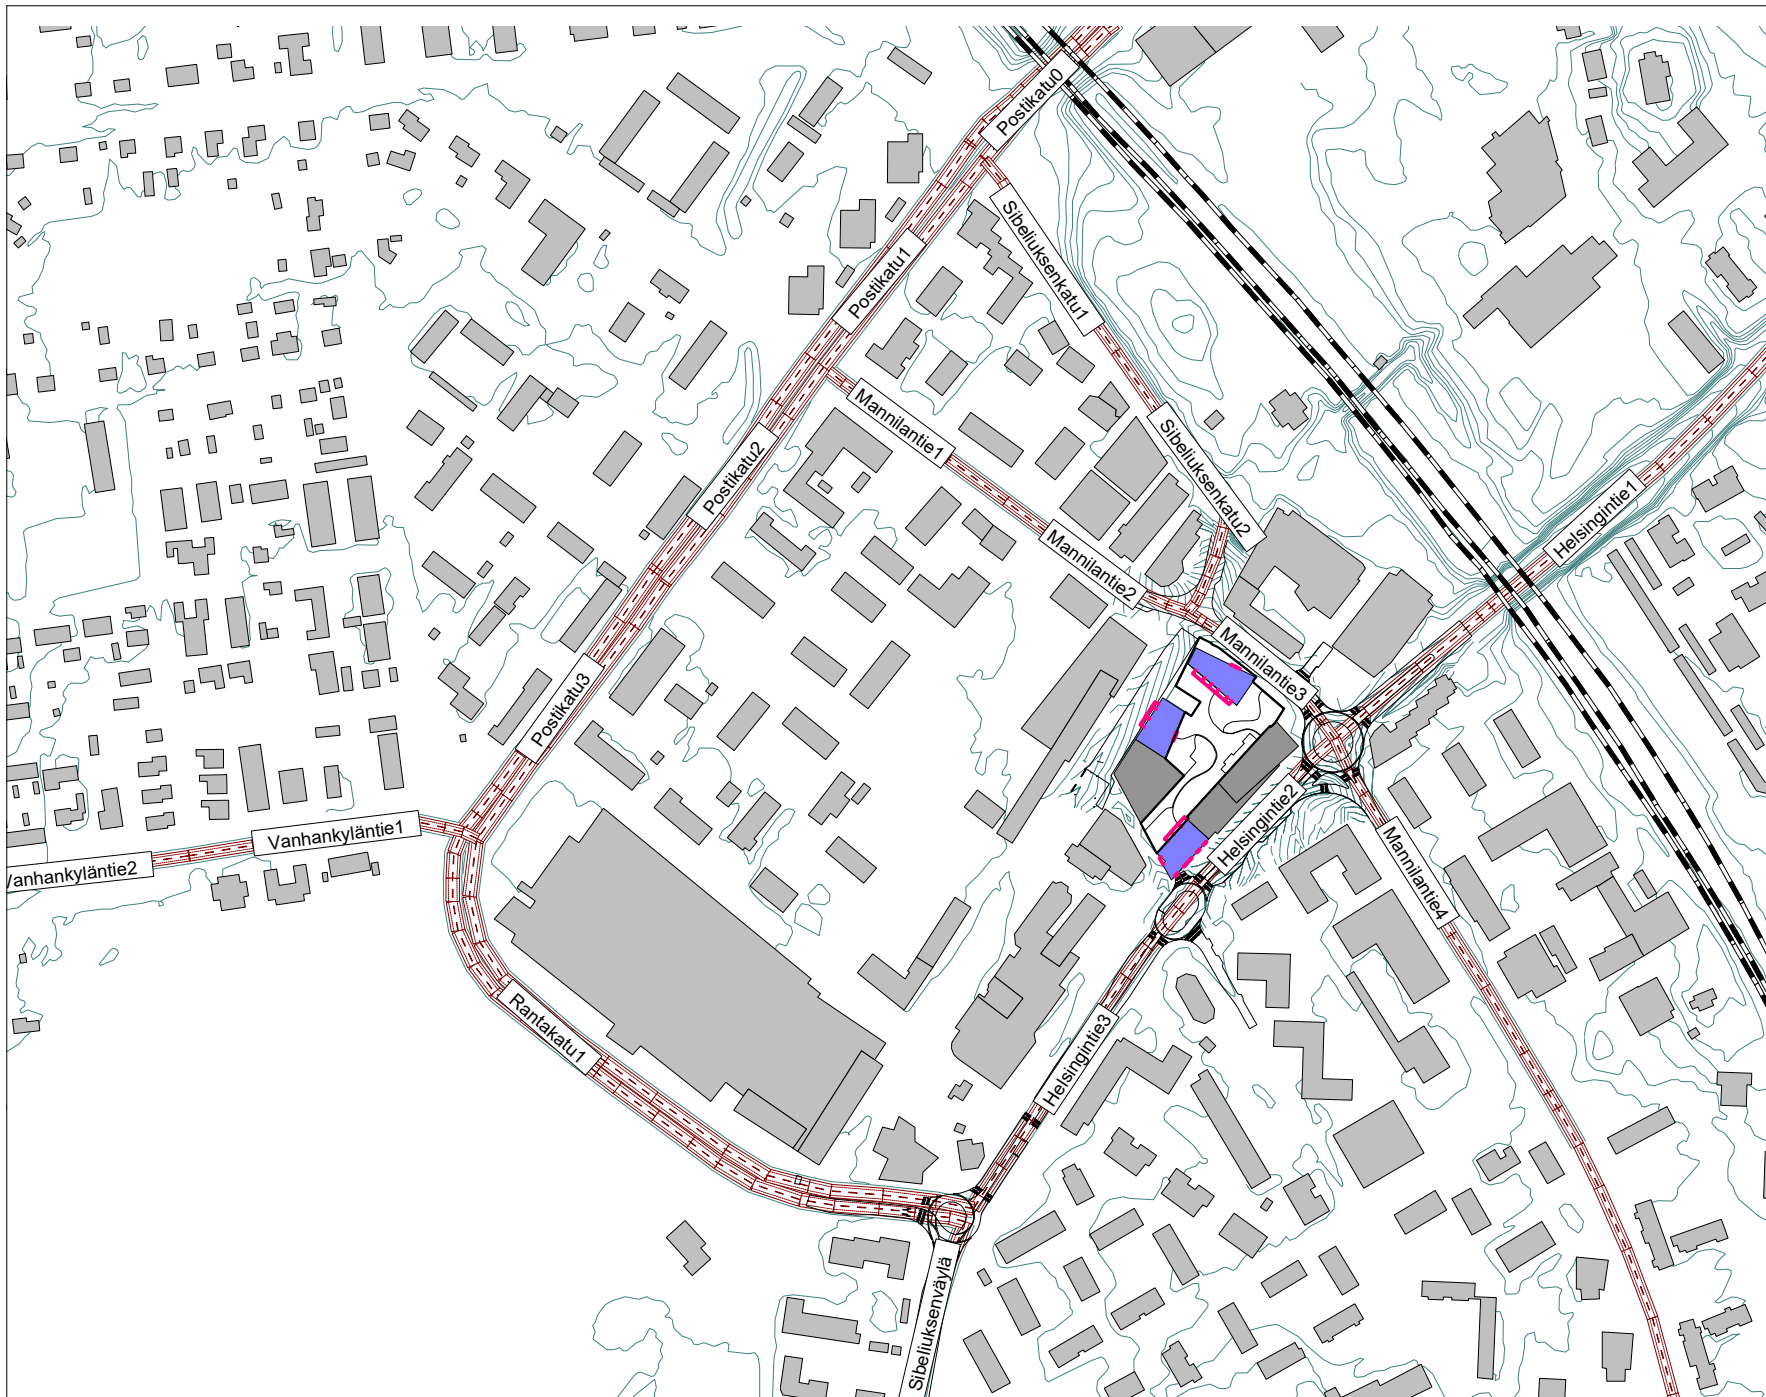 Postikatu0
Sibeliuksenkatu1
Postikatu1
Mannilantie1
Sibeliuksenkatu2
Postikatu2
Helsingintie1
Mannilantie2
Mannilantie3
Postikatu3
Helsingintie2
Vanhankyläntie1
Vanhankyläntie2
Mannilantie4
Rantakatu1
Helsingintie3
Sibeliuksenväylä